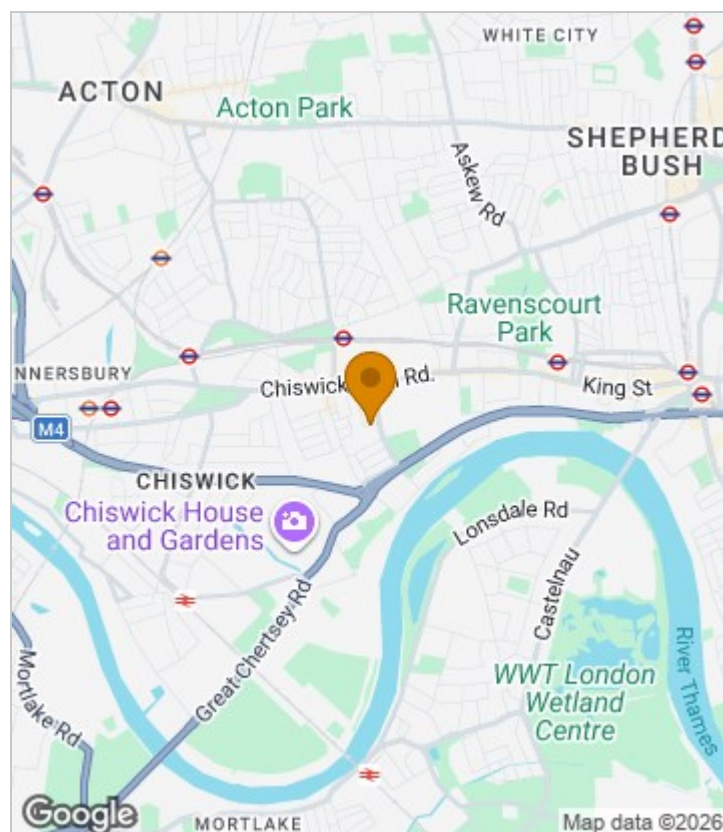 WHITE CITY
ACTON
Acton Park
SHEPHERD
BUSH
Askew Rd
Ravenscourt
Park
NNERSBURY
Chiswick
Rd.
King St
M4
CHISWICK
Chiswick House
and Gardens
Lonsdale Rd
Castelnau
Great Chertsey Rd
Mortlake Rd
WWT London
Wetland
Centre
River Thames
Google
MORTLAKE
Map data ©2026